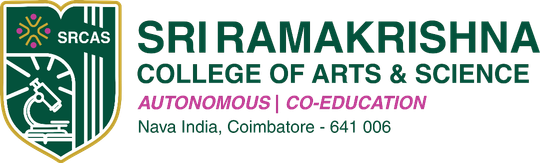 SRCAS
SRI RAMAKRISHNA
COLLEGE OF ARTS & SCIENCE
AUTONOMOUS | CO-EDUCATION
Nava India, Coimbatore - 641 006